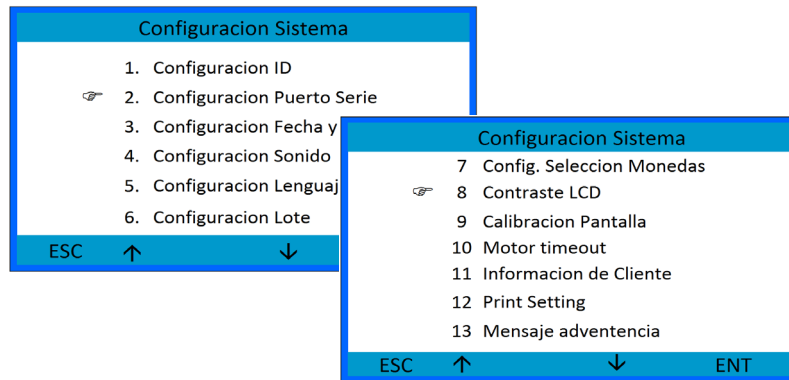 Configuracion Sistema
1. Configuracion ID
2. Configuracion Puerto Serie
3. Configuracion Fecha y
4. Configuracion Sonido
5. Configuracion Lenguaj
6. Configuracion Lote
ESC ↑ ↓
Configuracion Sistema
7 Config. Seleccion Monedas
8 Contraste LCD
9 Calibracion Pantalla
10 Motor timeout
11 Informacion de Cliente
12 Print Setting
13 Mensaje adventencia
ESC ↑ ↓ ENT